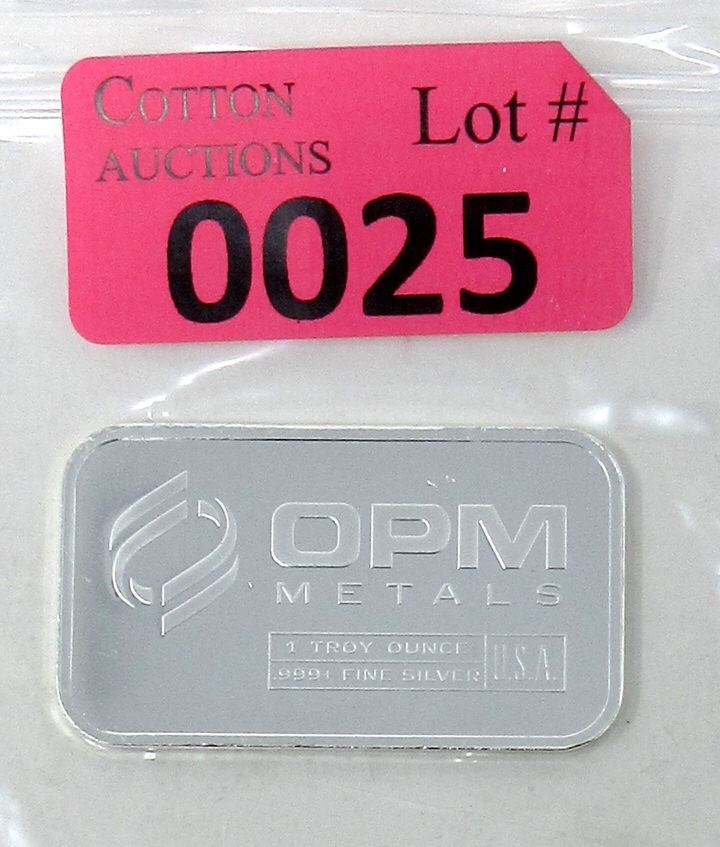 COTTON
AUCTIONS
Lot #
0025
OPM
METALS
1 TROY OUNCE
.999+ FINE SILVER
U.S.A.